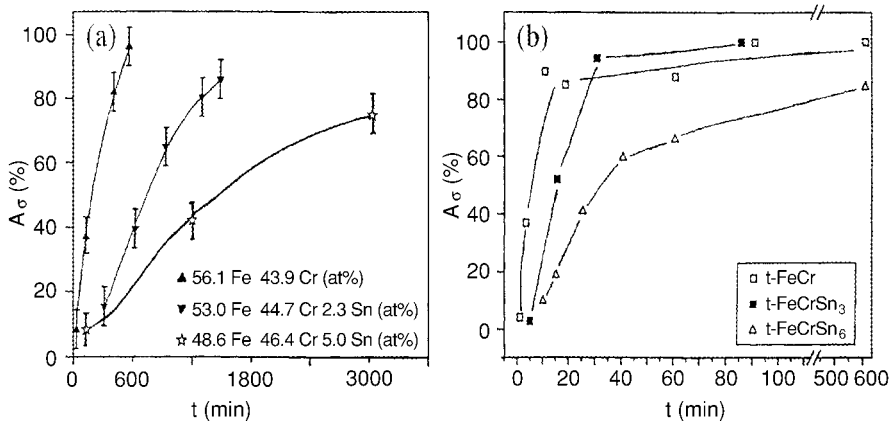 (a)
A σ (%)
100
80
60
40
20
0
▲ 56.1 Fe 43.9 Cr (at%)
▼ 53.0 Fe 44.7 Cr 2.3 Sn (at%)
☆ 48.6 Fe 46.4 Cr 5.0 Sn (at%)
0 600 1800 3000
t (min)
(b)
A σ (%)
100
80
60
40
20
0
□ t-FeCr
■ t-FeCrSn₃
△ t-FeCrSn₆
0 20 40 60 80 100 500 600
t (min)